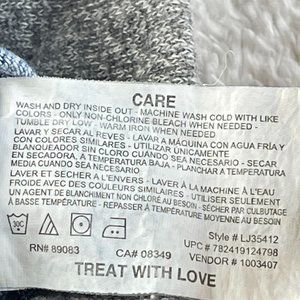 CARE
WASH AND DRY INSIDE OUT - MACHINE WASH COLD WITH LIKE
COLORS - ONLY NON-CHLORINE BLEACH WHEN NEEDED -
TUMBLE DRY LOW - WARM IRON WHEN NEEDED -
LAVAR Y SECAR AL REVES - LAVAR A MÁQUINA CON AGUA FRÍA Y
CON COLORES SIMILARES - UTILIZAR ÚNICAMENTE
BLANQUEADOR SIN CLORO CUANDO SEA NECESARIO - SECAR
EN SECADORA, A TEMPERATURA BAJA - PLANCHAR A TEMPERATURA
MEDIA CUANDO SEA NECESARIO -
LAVER ET SÉCHER À L'ENVERS - LAVER À LA MACHINE À L'EAU
FROIDE AVEC DES COULEURS SIMILAIRES - UTILISER SEULEMENT
UN AGENT DE BLANCHIMENT NON CHLORÉ AU BESOIN - SÉCHER PAR CULBUTAGE
À BASSE TEMPÉRATURE - REPASSER À TEMPÉRATURE MOYENNE AU BESOIN
30C
Style # LJ35412
UPC # 782419124798
RN# 89083 CA# 08349 VENDOR # 1003407
TREAT WITH LOVE